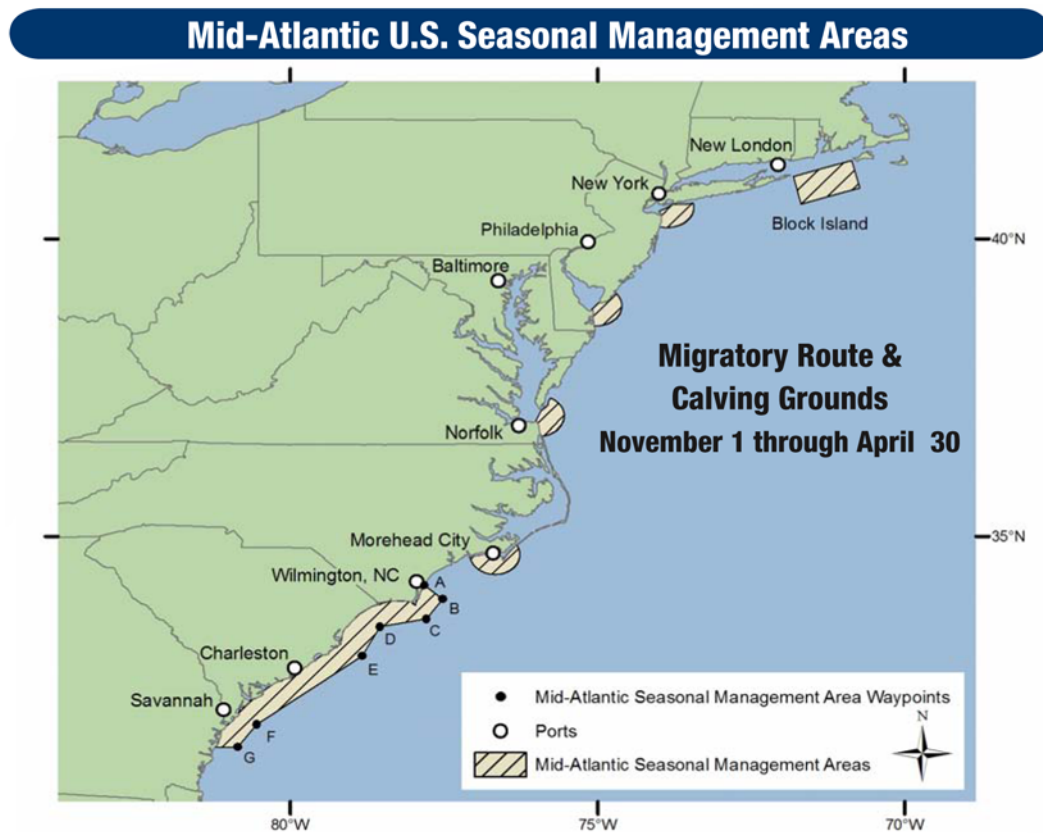 Mid-Atlantic U.S. Seasonal Management Areas
New London
New York
Block Island
Philadelphia
40°N
Baltimore
Migratory Route &
Calving Grounds
November 1 through April 30
Norfolk
Morehead City
35°N
Wilmington, NC
A
B
C
D
E
Charleston
Savannah
F
G
N
Mid-Atlantic Seasonal Management Area Waypoints
Ports
Mid-Atlantic Seasonal Management Areas
80°W
75°W
70°W